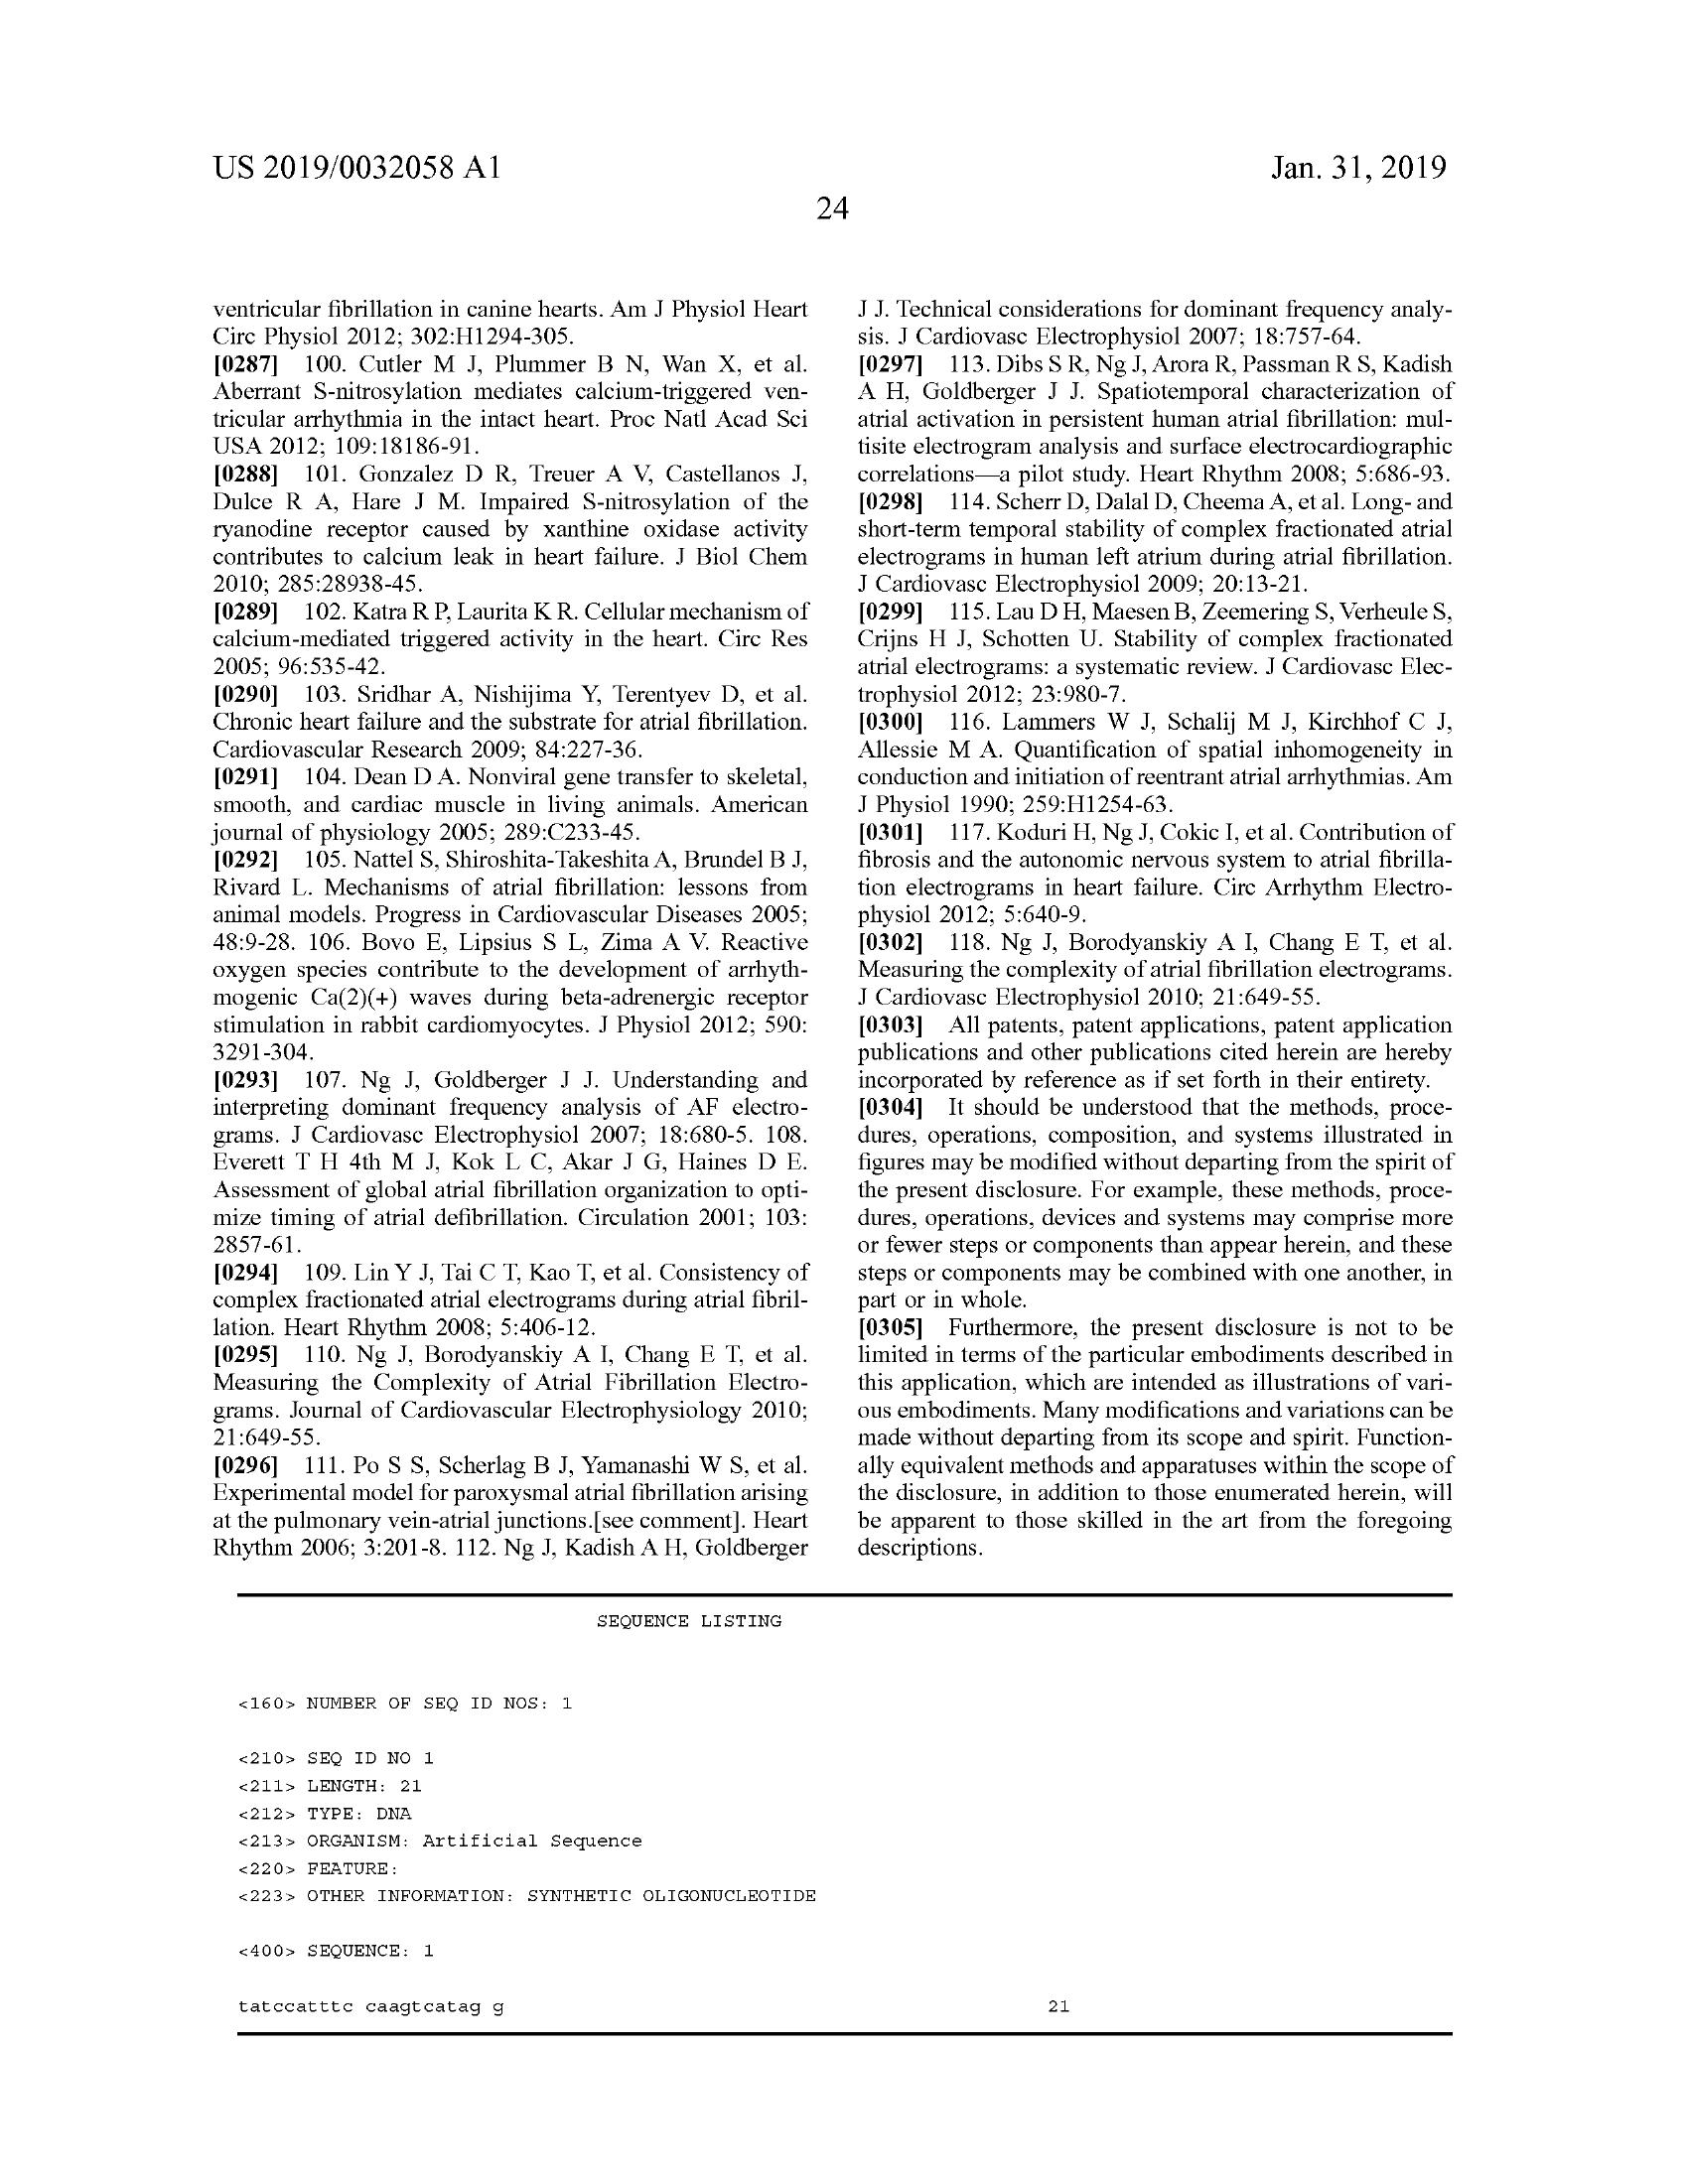 US 2019/0032058 A1
Jan. 31, 2019
24
ventricular fibrillation in canine hearts. Am J Physiol Heart
Circ Physiol 2012; 302:H1294-305.
[0287] 100. Cutler M J, Plummer B N, Wan X, et al.
Aberrant S-nitrosylation mediates calcium-triggered ven-
tricular arrhythmia in the intact heart. Proc Natl Acad Sci
USA 2012; 109:18186-91.
[0288] 101. Gonzalez D R, Treuer A V, Castellanos J,
Dulce R A, Hare J M. Impaired S-nitrosylation of the
ryanodine receptor caused by xanthine oxidase activity
contributes to calcium leak in heart failure. J Biol Chem
2010; 285:28938-45.
[0289] 102. Katra R P, Laurita K R. Cellular mechanism of
calcium-mediated triggered activity in the heart. Circ Res
2005; 96:535-42.
[0290] 103. Sridhar A, Nishijima Y, Terentyev D, et al.
Chronic heart failure and the substrate for atrial fibrillation.
Cardiovascular Research 2009; 84:227-36.
[0291] 104. Dean D A. Nonviral gene transfer to skeletal,
smooth, and cardiac muscle in living animals. American
journal of physiology 2005; 289:C233-45.
[0292] 105. Nattel S, Shiroshita-Takeshita A, Brundel B J,
Rivard L. Mechanisms of atrial fibrillation: lessons from
animal models. Progress in Cardiovascular Diseases 2005;
48:9-28. 106. Bovo E, Lipsius S L, Zima A V. Reactive
oxygen species contribute to the development of arrhyth-
mogenic Ca(2)(+) waves during beta-adrenergic receptor
stimulation in rabbit cardiomyocytes. J Physiol 2012; 590:
3291-304.
[0293] 107. Ng J, Goldberger J J. Understanding and
interpreting dominant frequency analysis of AF electro-
grams. J Cardiovasc Electrophysiol 2007; 18:680-5. 108.
Everett T H 4th M J, Kok L C, Akar J G, Haines D E.
Assessment of global atrial fibrillation organization to opti-
mize timing of atrial defibrillation. Circulation 2001; 103:
2857-61.
[0294] 109. Lin Y J, Tai C T, Kao T, et al. Consistency of
complex fractionated atrial electrograms during atrial fibril-
lation. Heart Rhythm 2008; 5:406-12.
[0295] 110. Ng J, Borodyanskiy A I, Chang E T, et al.
Measuring the Complexity of Atrial Fibrillation Electro-
grams. Journal of Cardiovascular Electrophysiology 2010;
21:649-55.
[0296] 111. Po S S, Scherlag B J, Yamanashi W S, et al.
Experimental model for paroxysmal atrial fibrillation arising
at the pulmonary vein-atrial junctions.[see comment]. Heart
Rhythm 2006; 3:201-8. 112. Ng J, Kadish A H, Goldberger
J J. Technical considerations for dominant frequency analy-
sis. J Cardiovasc Electrophysiol 2007; 18:757-64.
[0297] 113. Dibs S R, Ng J, Arora R, Passman R S, Kadish
A H, Goldberger J J. Spatiotemporal characterization of
atrial activation in persistent human atrial fibrillation: mul-
tisite electrogram analysis and surface electrocardiographic
correlations—a pilot study. Heart Rhythm 2008; 5:686-93.
[0298] 114. Scherr D, Dalal D, Cheema A, et al. Long- and
short-term temporal stability of complex fractionated atrial
electrograms in human left atrium during atrial fibrillation.
J Cardiovasc Electrophysiol 2009; 20:13-21.
[0299] 115. Lau D H, Maesen B, Zeemering S, Verheule S,
Crijns H J, Schotten U. Stability of complex fractionated
atrial electrograms: a systematic review. J Cardiovasc Elec-
trophysiol 2012; 23:980-7.
[0300] 116. Lammers W J, Schalij M J, Kirchhof C J,
Allessie M A. Quantification of spatial inhomogeneity in
conduction and initiation of reentrant atrial arrhythmias. Am
J Physiol 1990; 259:H1254-63.
[0301] 117. Koduri H, Ng J, Cokic I, et al. Contribution of
fibrosis and the autonomic nervous system to atrial fibrilla-
tion electrograms in heart failure. Circ Arrhythm Electro-
physiol 2012; 5:640-9.
[0302] 118. Ng J, Borodyanskiy A I, Chang E T, et al.
Measuring the complexity of atrial fibrillation electrograms.
J Cardiovasc Electrophysiol 2010; 21:649-55.
[0303] All patents, patent applications, patent application
publications and other publications cited herein are hereby
incorporated by reference as if set forth in their entirety.
[0304] It should be understood that the methods, proce-
dures, operations, composition, and systems illustrated in
figures may be modified without departing from the spirit of
the present disclosure. For example, these methods, proce-
dures, operations, devices and systems may comprise more
or fewer steps or components than appear herein, and these
steps or components may be combined with one another, in
part or in whole.
[0305] Furthermore, the present disclosure is not to be
limited in terms of the particular embodiments described in
this application, which are intended as illustrations of vari-
ous embodiments. Many modifications and variations can be
made without departing from its scope and spirit. Function-
ally equivalent methods and apparatuses within the scope of
the disclosure, in addition to those enumerated herein, will
be apparent to those skilled in the art from the foregoing
descriptions.
SEQUENCE LISTING
<160> NUMBER OF SEQ ID NOS: 1
<210> SEQ ID NO 1
<211> LENGTH: 21
<212> TYPE: DNA
<213> ORGANISM: Artificial Sequence
<220> FEATURE:
<223> OTHER INFORMATION: SYNTHETIC OLIGONUCLEOTIDE
<400> SEQUENCE: 1
tatccatttc caagtcatag g 21